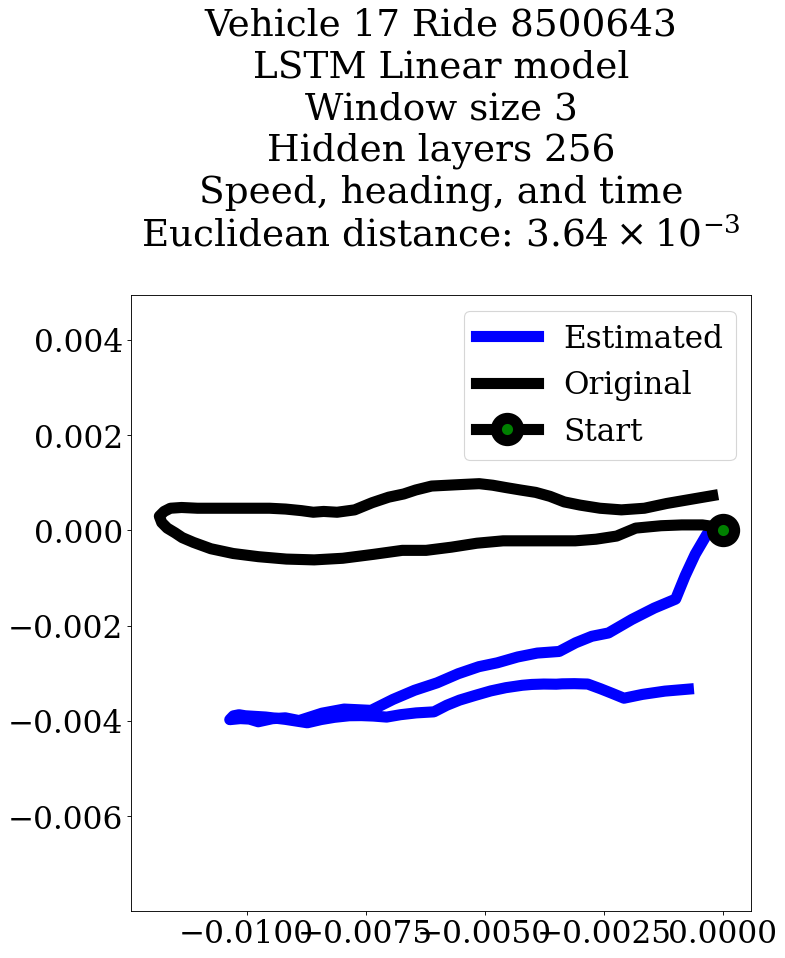 Vehicle 17 Ride 8500643
LSTM Linear model
Window size 3
Hidden layers 256
Speed, heading, and time
Euclidean distance: 3.64 × 10⁻³
Estimated
Original
Start
0.004
0.002
0.000
−0.002
−0.004
−0.006
−0.0100 −0.0075 −0.0050 −0.0025 0.0000